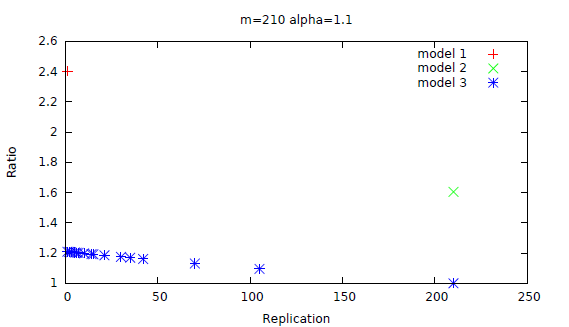 m=210 alpha=1.1
2.6
model 1
2.4
model 2
model 3
2.2
2
1.8
1.6
1.4
1.2
1
0 50 100 150 200 250
Ratio
Replication